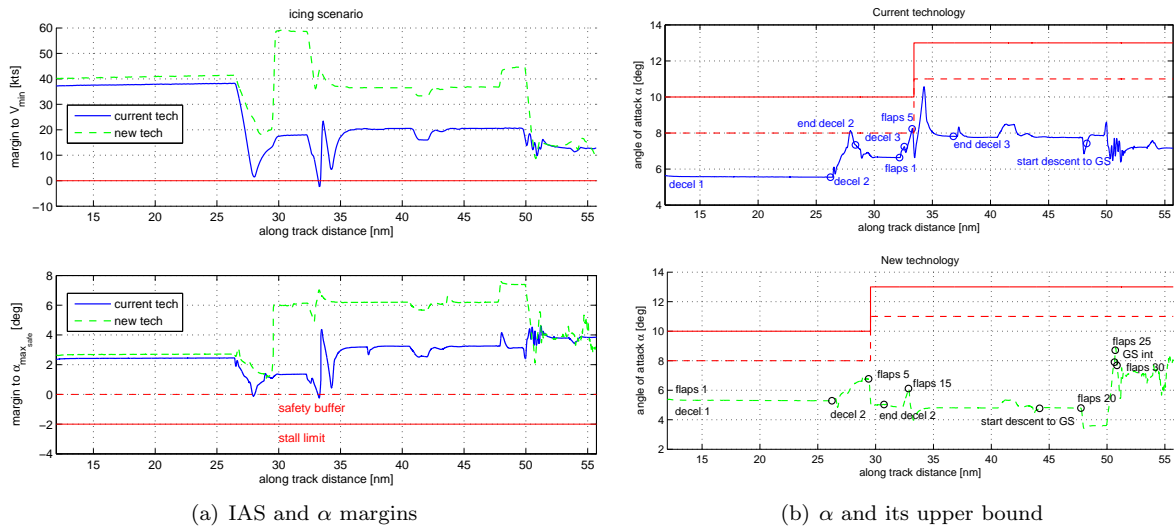 icing scenario
60
50
40
30
20
10
0
−10
margin to Vmin [kts]
current tech
new tech
15 20 25 30 35 40 45 50 55
along track distance [nm]
8
6
4
2
0
−2
−4
margin to αmaxsafe [deg]
current tech
new tech
safety buffer
stall limit
15 20 25 30 35 40 45 50 55
along track distance [nm]
(a) IAS and α margins
Current technology
14
12
10
8
6
4
angle of attack α [deg]
decel 1
decel 2
end decel 2
decel 3
flaps 5
flaps 1
end decel 3
start descent to GS
15 20 25 30 35 40 45 50 55
along track distance [nm]
New technology
14
12
10
8
6
4
2
angle of attack α [deg]
flaps 1
decel 1
decel 2
flaps 5
end decel 2
flaps 15
start descent to GS
flaps 20
flaps 25
GS int
flaps 30
15 20 25 30 35 40 45 50 55
along track distance [nm]
(b) α and its upper bound